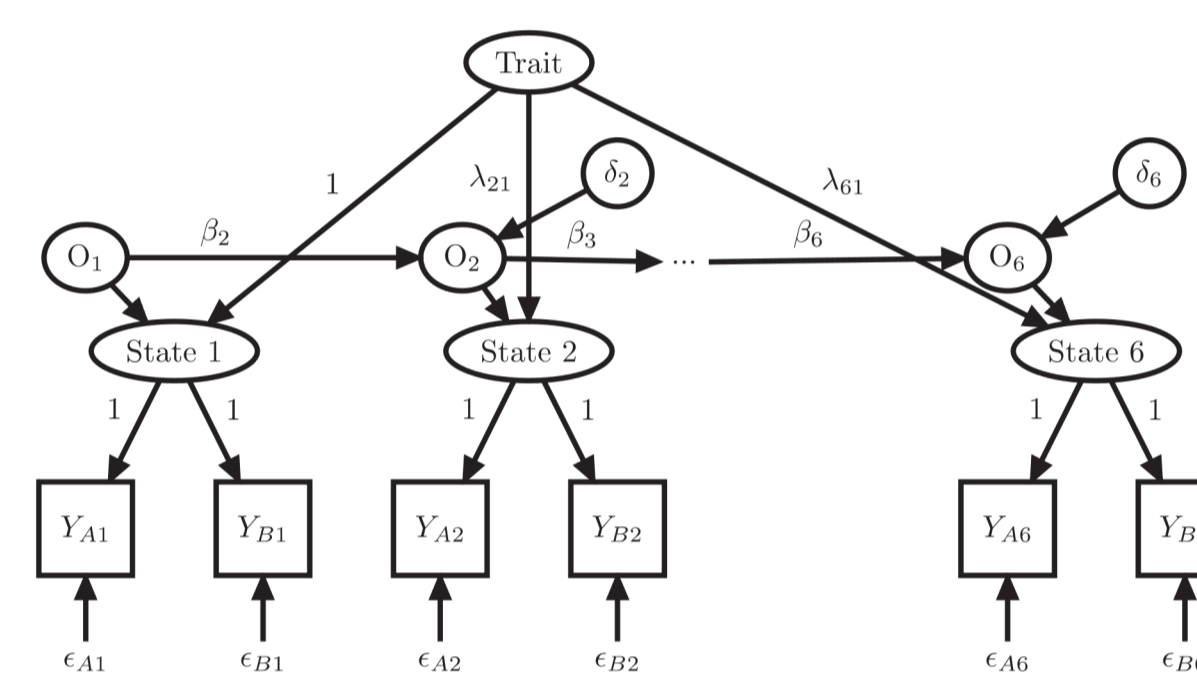 Trait
δ2 δ6
1 λ21 λ61
β2 β3 β6
O1 O2 ... O6
State 1 State 2 State 6
1 1 1 1 1 1
YA1 YB1 YA2 YB2 YA6
ϵA1 ϵB1 ϵA2 ϵB2 ϵA6